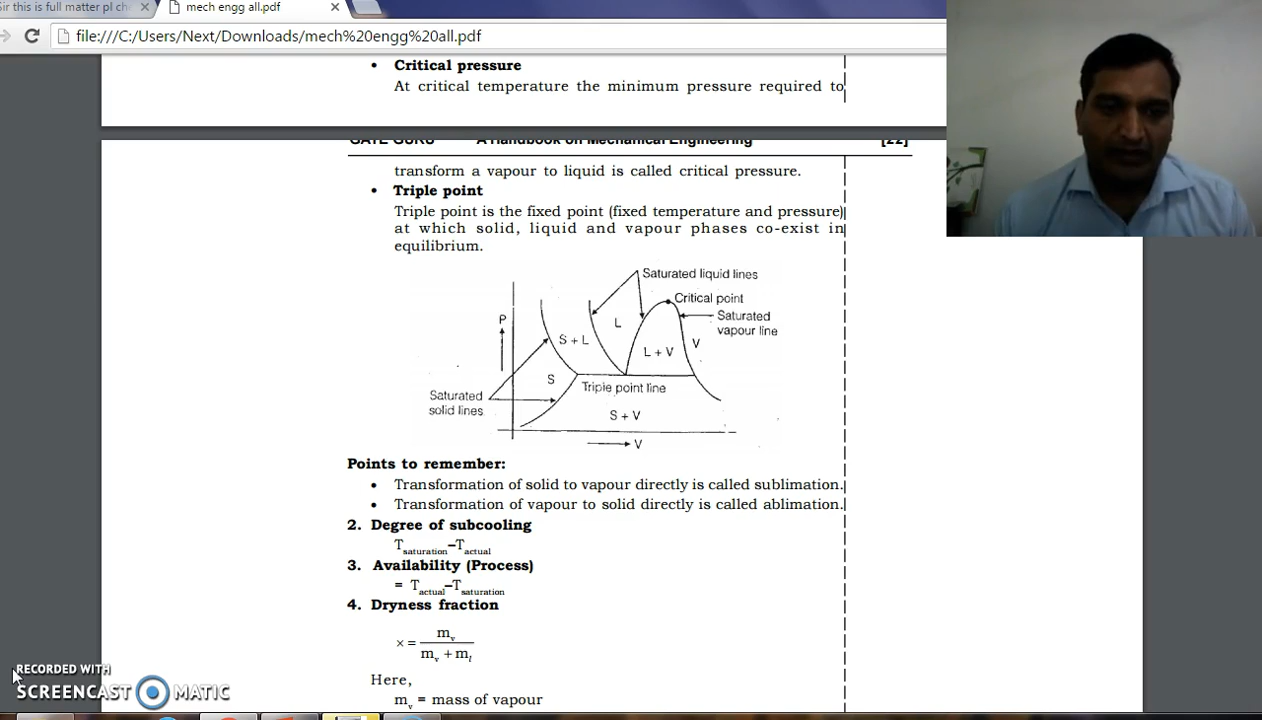 Sir this is full matter pl ch
mech engg all.pdf
file:///C:/Users/Next/Downloads/mech%20engg%20all.pdf
• Critical pressure
At critical temperature the minimum pressure required to
GATE GURU A Handbook on Mechanical Engineering [22]
transform a vapour to liquid is called critical pressure.
• Triple point
Triple point is the fixed point (fixed temperature and pressure)
at which solid, liquid and vapour phases co-exist in
equilibrium.
Saturated liquid lines
Critical point
Saturated
vapour line
P
L
S + L
V
L + V
S
Triple point line
Saturated
solid lines
S + V
V
Points to remember:
• Transformation of solid to vapour directly is called sublimation.
• Transformation of vapour to solid directly is called ablimation.
2. Degree of subcooling
Tsaturation–Tactual
3. Availability (Process)
= Tactual–Tsaturation
4. Dryness fraction
x = mv / (mv + ml)
Here,
mv = mass of vapour
RECORDED WITH
SCREENCAST MATIC